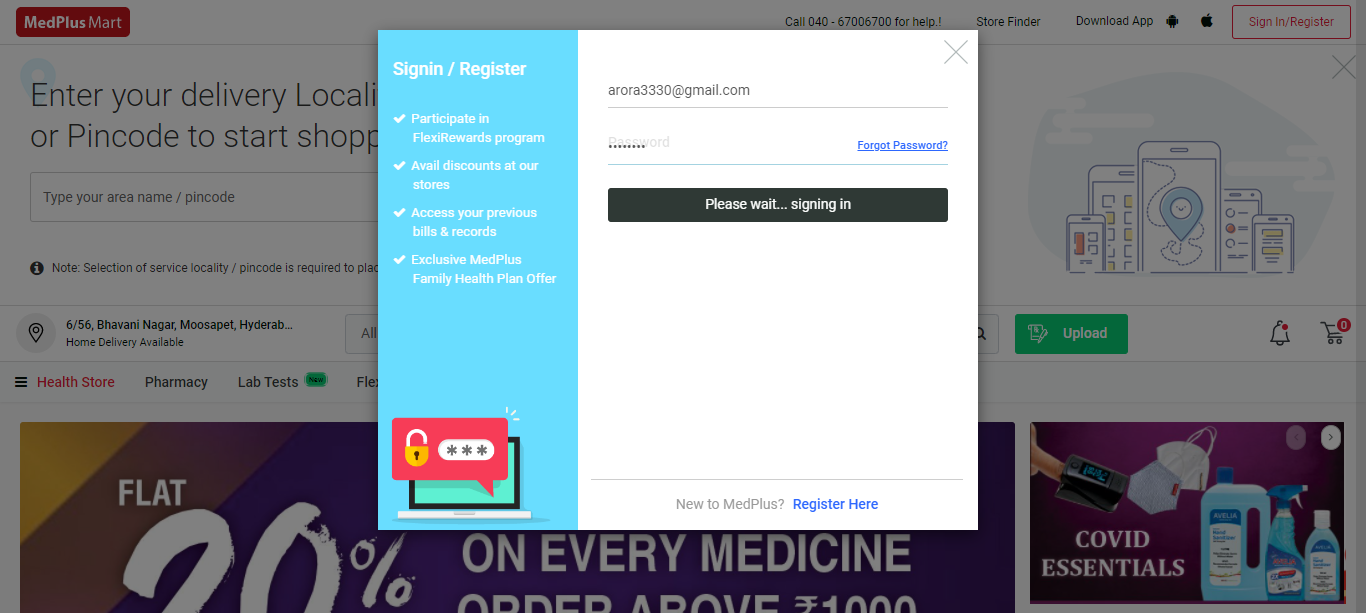 MedPlus Mart
Call 040 - 67006700 for help.!
Store Finder
Download App
Sign In/Register
Enter your delivery Locali
or Pincode to start shopp
Type your area name / pincode
Note: Selection of service locality / pincode is required to plac
Signin / Register
Participate in
FlexiRewards program
Avail discounts at our
stores
Access your previous
bills & records
Exclusive MedPlus
Family Health Plan Offer
***
arora3330@gmail.com
Password
Forgot Password?
Please wait... signing in
New to MedPlus? Register Here
6/56, Bhavani Nagar, Moosapet, Hyderab...
Home Delivery Available
All
Upload
0
Health Store
Pharmacy
Lab Tests
New
Flex
FLAT
20%
ON EVERY MEDICINE
ORDER ABOVE ₹1000
COVID
ESSENTIALS
AVELIA